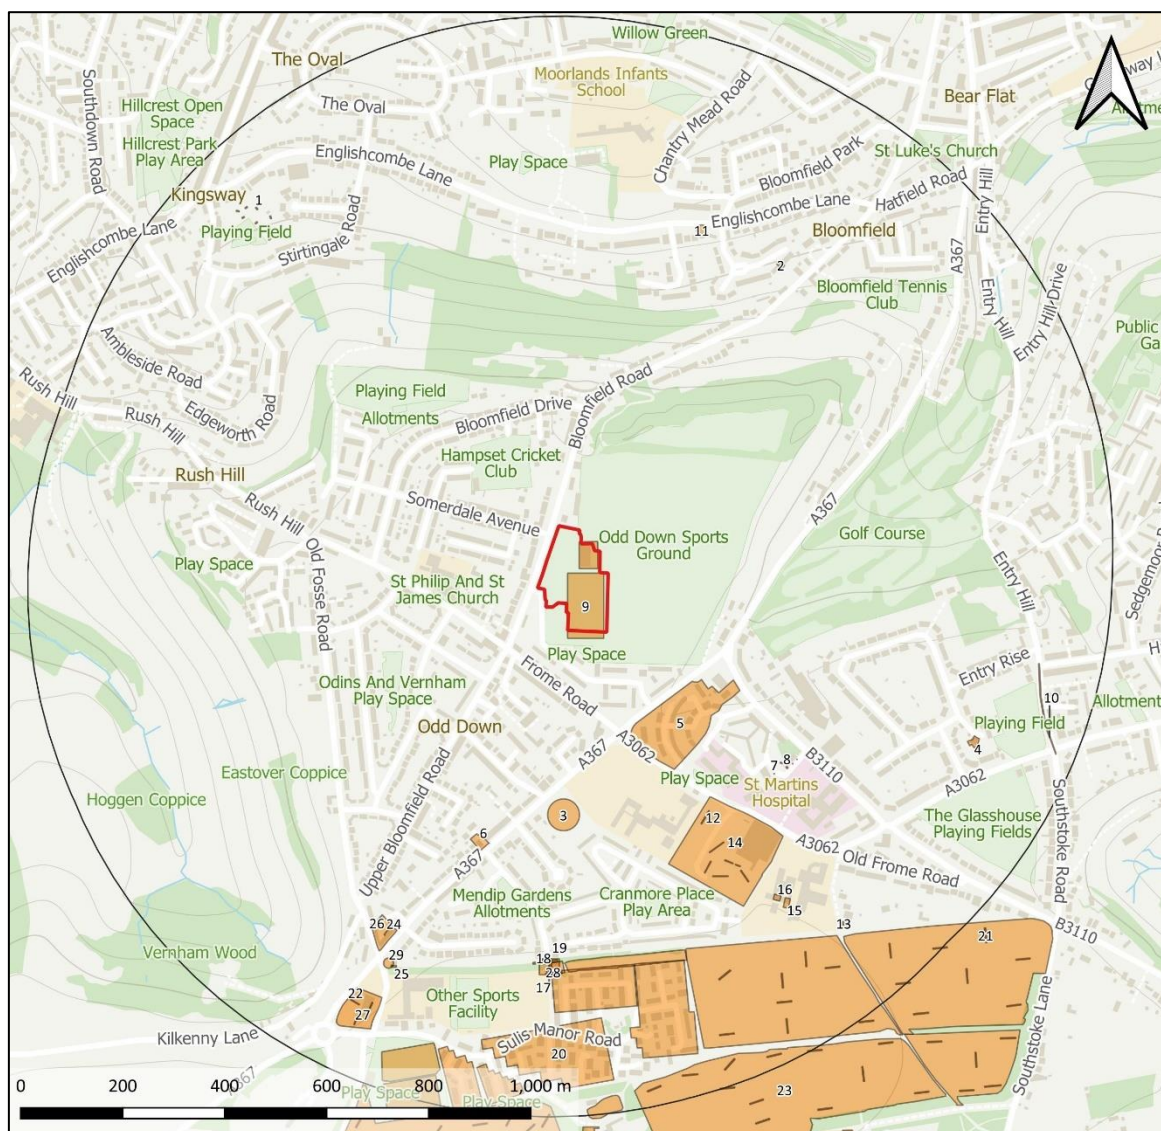 Willow Green
The Oval
Moorlands Infants
School
Bear Flat
Southdown Road
Hillcrest Open
Space
The Oval
Chantry Mead Road
Hillcrest Park
Play Area
Englishcombe Lane
Play Space
Bloomfield Park
St Luke's Church
Kingsway
1
Hatfield Road
Entry Hill
Englishcombe Lane
Playing Field
11
Englishcombe Lane
Bloomfield
Stirtingale Road
2
A367
Bloomfield Tennis
Club
Entry Hill
Entry Hill Drive
Public
Ga
Ambleside Road
Rush Hill
Edgeworth Road
Rush Hill
Playing Field
Allotments
Bloomfield Drive
Bloomfield Road
Hampset Cricket
Club
Rush Hill
Rush Hill
Somerdale Avenue
A367
Golf Course
Odd Down Sports
Ground
Old Fosse Road
Play Space
St Philip And St
James Church
Entry Hill
9
Play Space
Frome Road
Entry Rise
Odins And Vernham
Play Space
10
Allotments
Odd Down
5
Playing Field
4
A367
A3062
7
8
B3110
Eastover Coppice
Play Space
St Martins
Hospital
A3062
Hoggen Coppice
Upper Bloomfield Road
3
12
The Glasshouse
Playing Fields
Southstoke Road
6
14
A3062
A367
Old Frome Road
Mendip Gardens
Allotments
Cranmore Place
Play Area
16
15
26
24
13
21
B3110
Vernham Wood
29
25
19
18
28
17
22
27
Other Sports
Facility
Kilkenny Lane
Sulis Manor Road
20
Southstoke Lane
A367
23
0
200
400
600
800
1,000 m
Play Space
Play Space